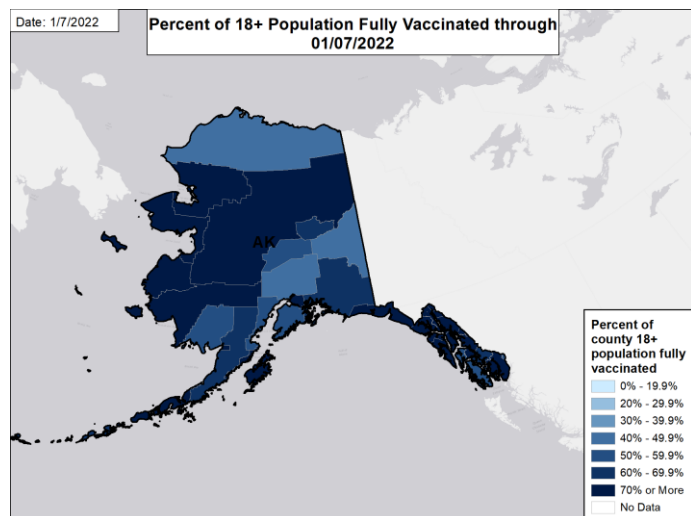 Date: 1/7/2022
Percent of 18+ Population Fully Vaccinated through
01/07/2022
AK
Percent of
county 18+
population fully
vaccinated
0% - 19.9%
20% - 29.9%
30% - 39.9%
40% - 49.9%
50% - 59.9%
60% - 69.9%
70% or More
No Data